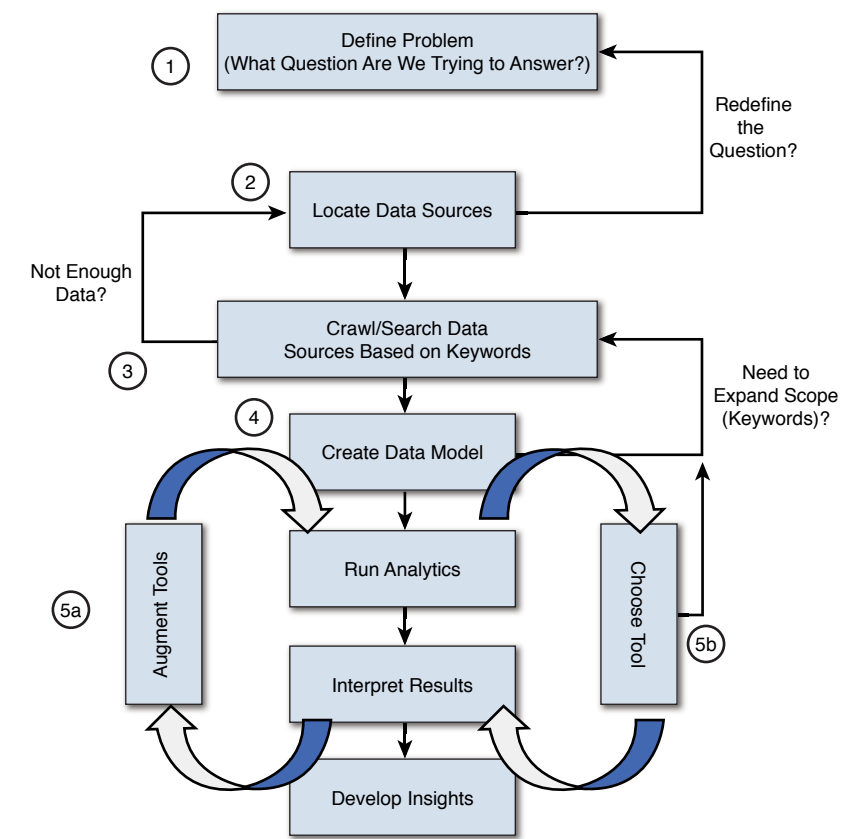 1
Define Problem
(What Question Are We Trying to Answer?)
Redefine
the
Question?
2
Locate Data Sources
Not Enough
Data?
Crawl/Search Data
Sources Based on Keywords
3
Need to
Expand Scope
(Keywords)?
4
Create Data Model
Augment Tools
Run Analytics
Choose Tool
5a
5b
Interpret Results
Develop Insights